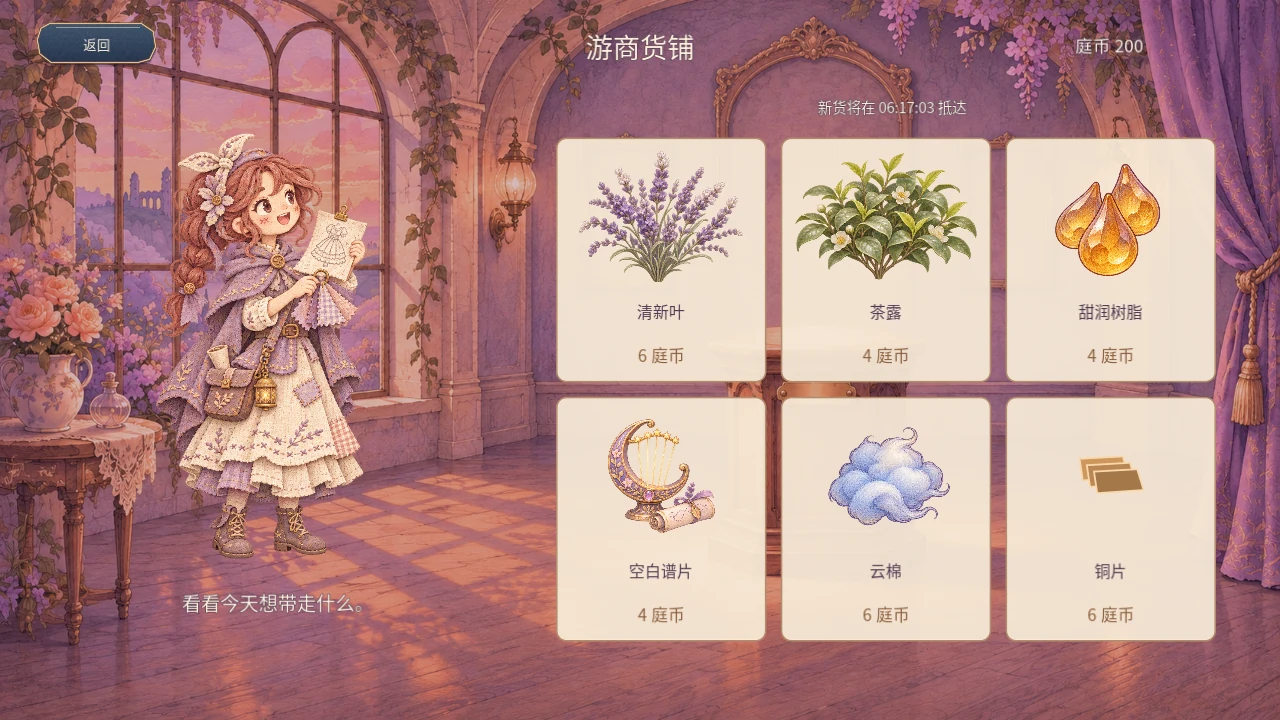 返回
游商货铺
庭币 200
新货将在 06:17:03 抵达
清新叶
6 庭币
茶露
4 庭币
甜润树脂
4 庭币
空白谱片
4 庭币
云棉
6 庭币
铜片
6 庭币
看看今天想带走什么。